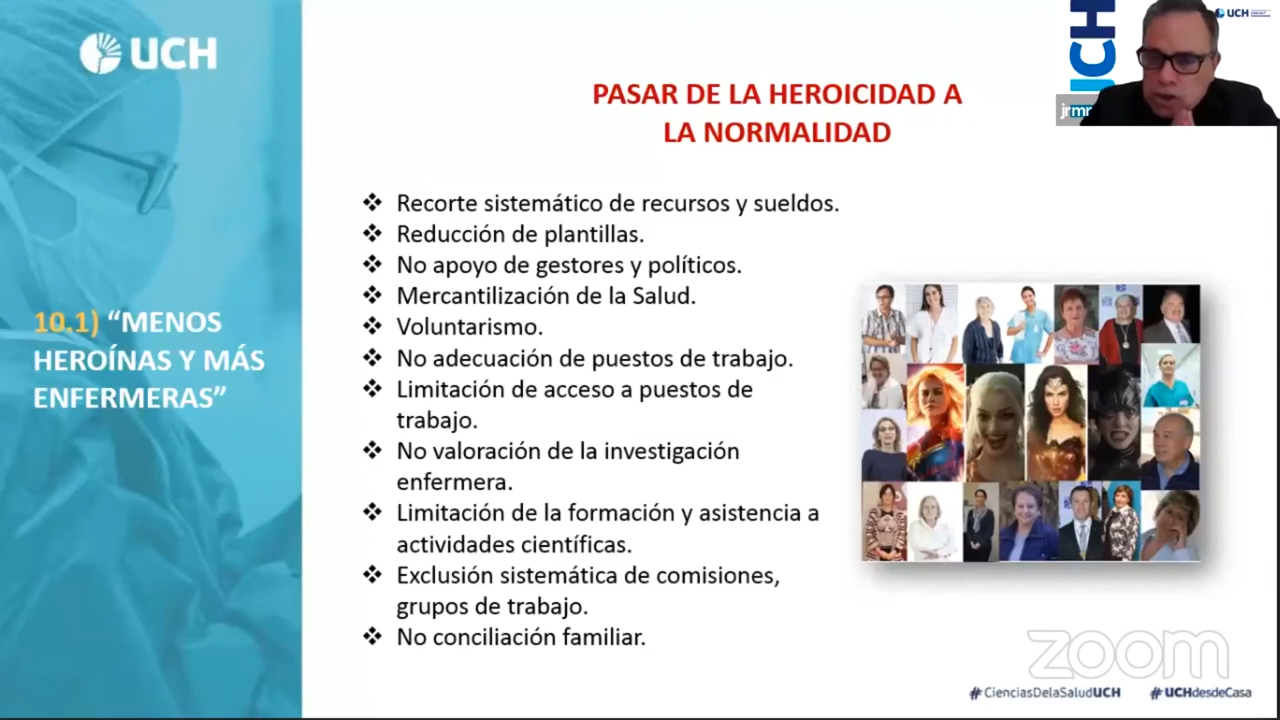 UCH
UCH
UCH
PASAR DE LA HEROICIDAD A
LA NORMALIDAD
❖ Recorte sistemático de recursos y sueldos.
❖ Reducción de plantillas.
❖ No apoyo de gestores y políticos.
❖ Mercantilización de la Salud.
❖ Voluntarismo.
❖ No adecuación de puestos de trabajo.
❖ Limitación de acceso a puestos de
trabajo.
❖ No valoración de la investigación
enfermera.
❖ Limitación de la formación y asistencia a
actividades científicas.
❖ Exclusión sistemática de comisiones,
grupos de trabajo.
❖ No conciliación familiar.
10.1) “MENOS
HEROÍNAS Y MÁS
ENFERMERAS”
zoom
#CienciasDelaSaludUCH #UCHdesdeCasa